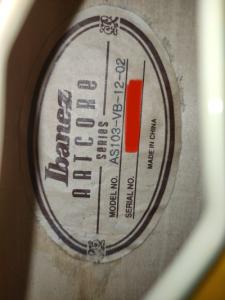 Ibanez
ARTCORE
SERIES
MODEL NO. AS103-VB-12-02
SERIAL NO.
MADE IN CHINA